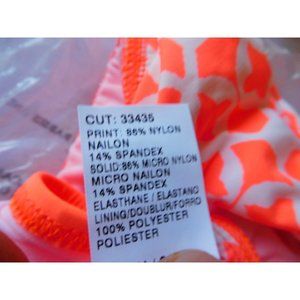 CUT: 33435
PRINT: 86% NYLON
NAILON
14% SPANDEX
SOLID:86% MICRO NYLON
MICRO NAILON
14% SPANDEX
ELASTHANE / ELASTANO
LINING/DOUBLUR/FORRO
100% POLYESTER
POLIESTER